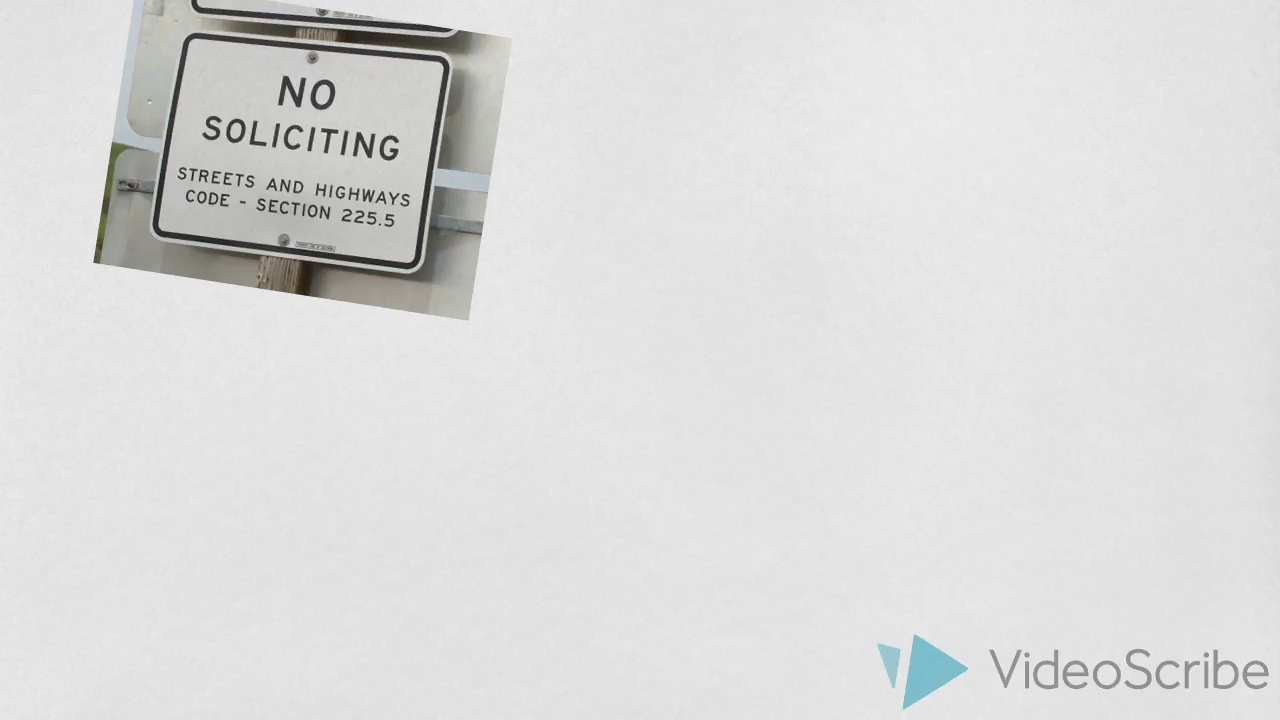 NO
SOLICITING
STREETS AND HIGHWAYS
CODE - SECTION 225.5
VideoScribe